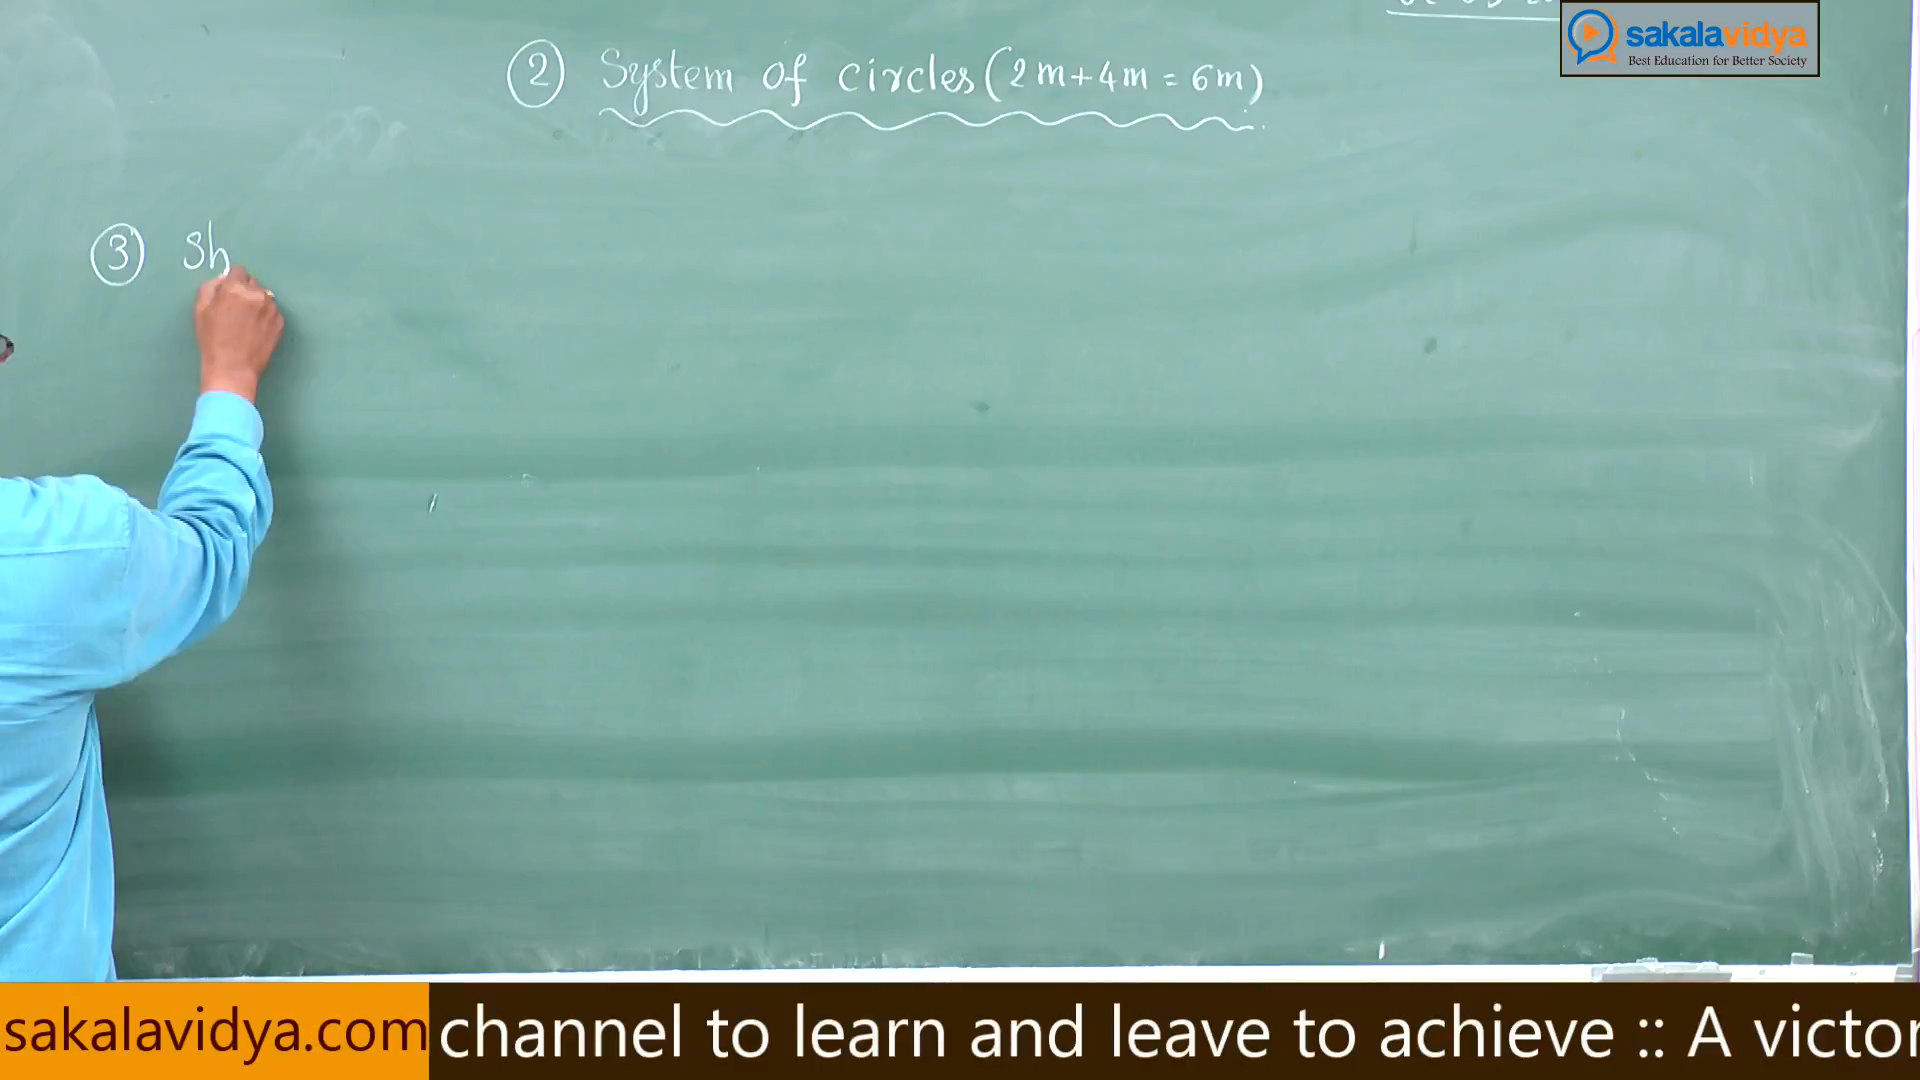 sakalavidya
Best Education for Better Society
② System of circles (2m+4m = 6m)
③ Sh
sakalavidya.com channel to learn and leave to achieve :: A victor